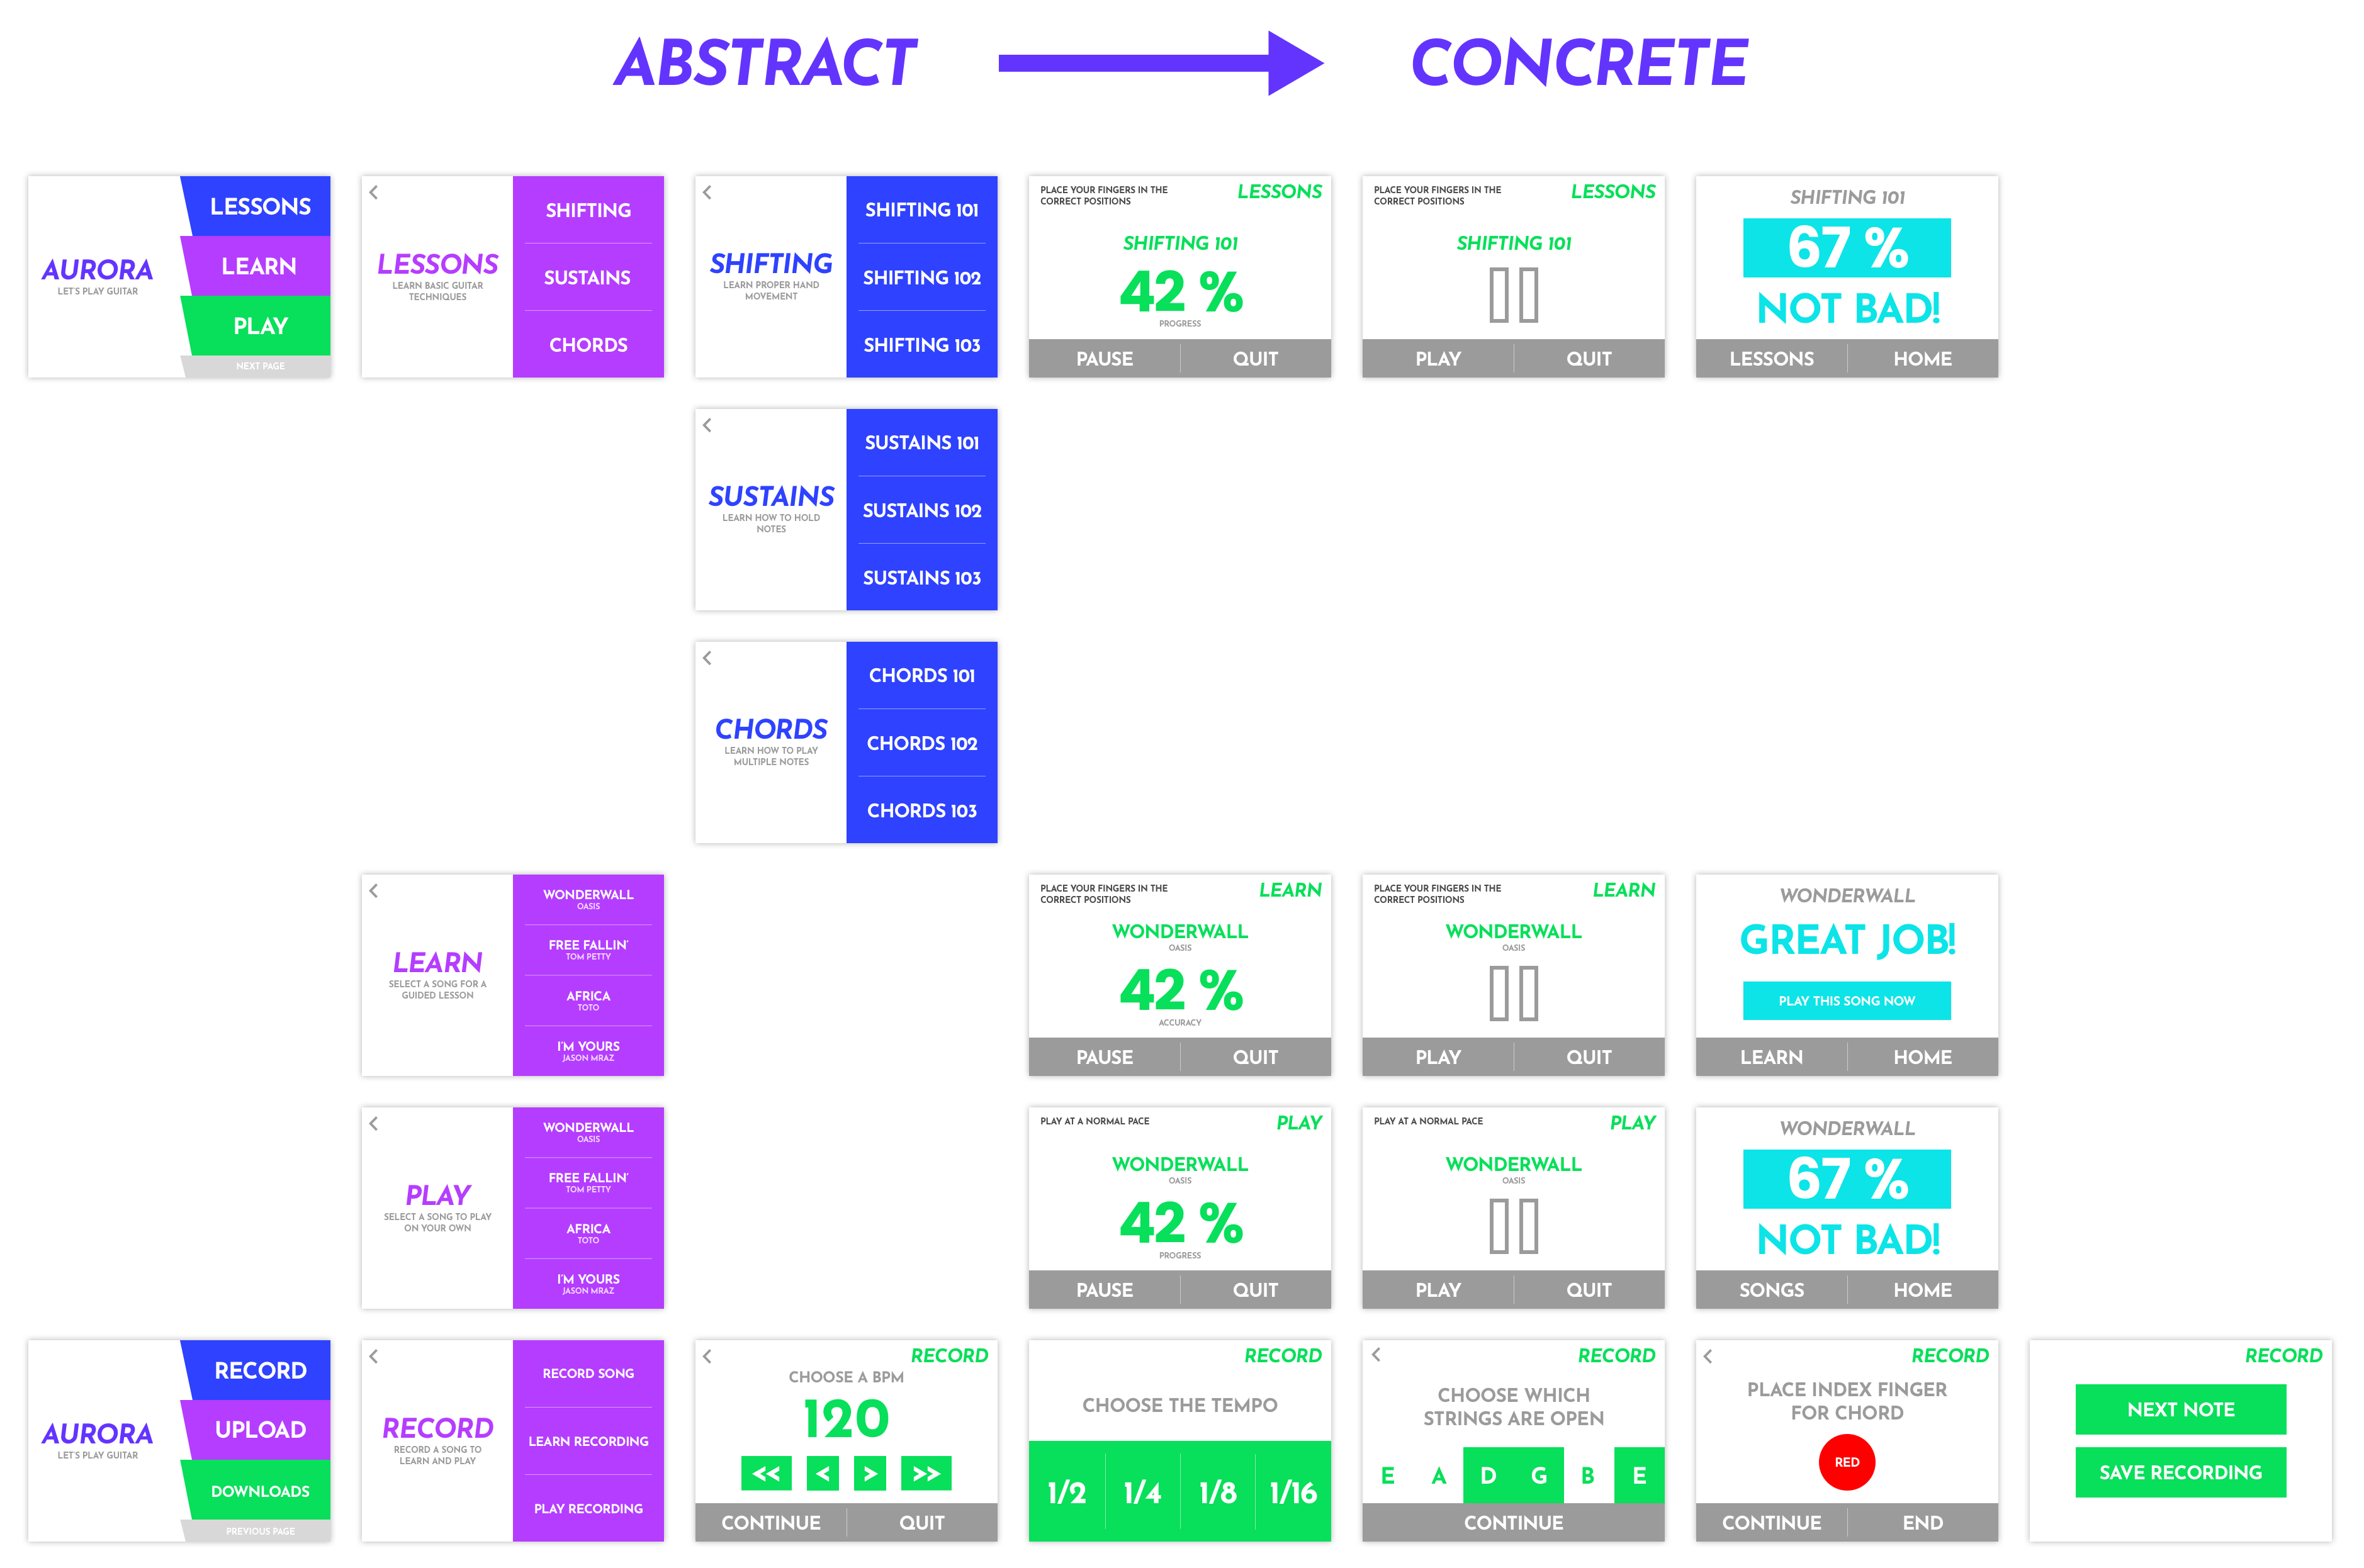 ABSTRACT
CONCRETE
AURORA
LET'S PLAY GUITAR
LESSONS
LEARN
PLAY
NEXT PAGE
LESSONS
LEARN BASIC GUITAR
TECHNIQUES
SHIFTING
SUSTAINS
CHORDS
SHIFTING
LEARN PROPER HAND
MOVEMENT
SHIFTING 101
SHIFTING 102
SHIFTING 103
PLACE YOUR FINGERS IN THE
CORRECT POSITIONS
LESSONS
SHIFTING 101
42 %
PROGRESS
PAUSE
QUIT
PLACE YOUR FINGERS IN THE
CORRECT POSITIONS
LESSONS
SHIFTING 101
PLAY
QUIT
SHIFTING 101
67 %
NOT BAD!
LESSONS
HOME
SUSTAINS
LEARN HOW TO HOLD
NOTES
SUSTAINS 101
SUSTAINS 102
SUSTAINS 103
CHORDS
LEARN HOW TO PLAY
MULTIPLE NOTES
CHORDS 101
CHORDS 102
CHORDS 103
LEARN
SELECT A SONG FOR A
GUIDED LESSON
WONDERWALL
OASIS
FREE FALLIN'
TOM PETTY
AFRICA
TOTO
I'M YOURS
JASON MRAZ
PLACE YOUR FINGERS IN THE
CORRECT POSITIONS
LEARN
WONDERWALL
OASIS
42 %
ACCURACY
PAUSE
QUIT
PLACE YOUR FINGERS IN THE
CORRECT POSITIONS
LEARN
WONDERWALL
OASIS
PLAY
QUIT
WONDERWALL
GREAT JOB!
PLAY THIS SONG NOW
LEARN
HOME
PLAY
SELECT A SONG TO PLAY
ON YOUR OWN
WONDERWALL
OASIS
FREE FALLIN'
TOM PETTY
AFRICA
TOTO
I'M YOURS
JASON MRAZ
PLAY AT A NORMAL PACE
PLAY
WONDERWALL
OASIS
42 %
PROGRESS
PAUSE
QUIT
PLAY AT A NORMAL PACE
PLAY
WONDERWALL
OASIS
PLAY
QUIT
WONDERWALL
67 %
NOT BAD!
SONGS
HOME
AURORA
LET'S PLAY GUITAR
RECORD
UPLOAD
DOWNLOADS
PREVIOUS PAGE
RECORD
RECORD A SONG TO
LEARN AND PLAY
RECORD SONG
LEARN RECORDING
PLAY RECORDING
RECORD
CHOOSE A BPM
120
<< < > >>
CONTINUE
QUIT
RECORD
CHOOSE THE TEMPO
1/2 1/4 1/8 1/16
RECORD
CHOOSE WHICH
STRINGS ARE OPEN
E A D G B E
CONTINUE
RECORD
PLACE INDEX FINGER
FOR CHORD
RED
CONTINUE
END
RECORD
NEXT NOTE
SAVE RECORDING